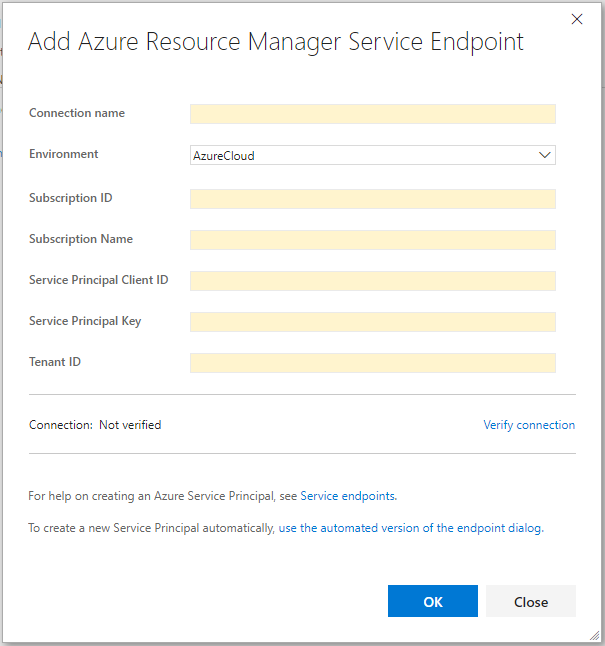 Add Azure Resource Manager Service Endpoint
Connection name
Environment
AzureCloud
Subscription ID
Subscription Name
Service Principal Client ID
Service Principal Key
Tenant ID
Connection: Not verified
Verify connection
For help on creating an Azure Service Principal, see Service endpoints.
To create a new Service Principal automatically, use the automated version of the endpoint dialog.
OK
Close